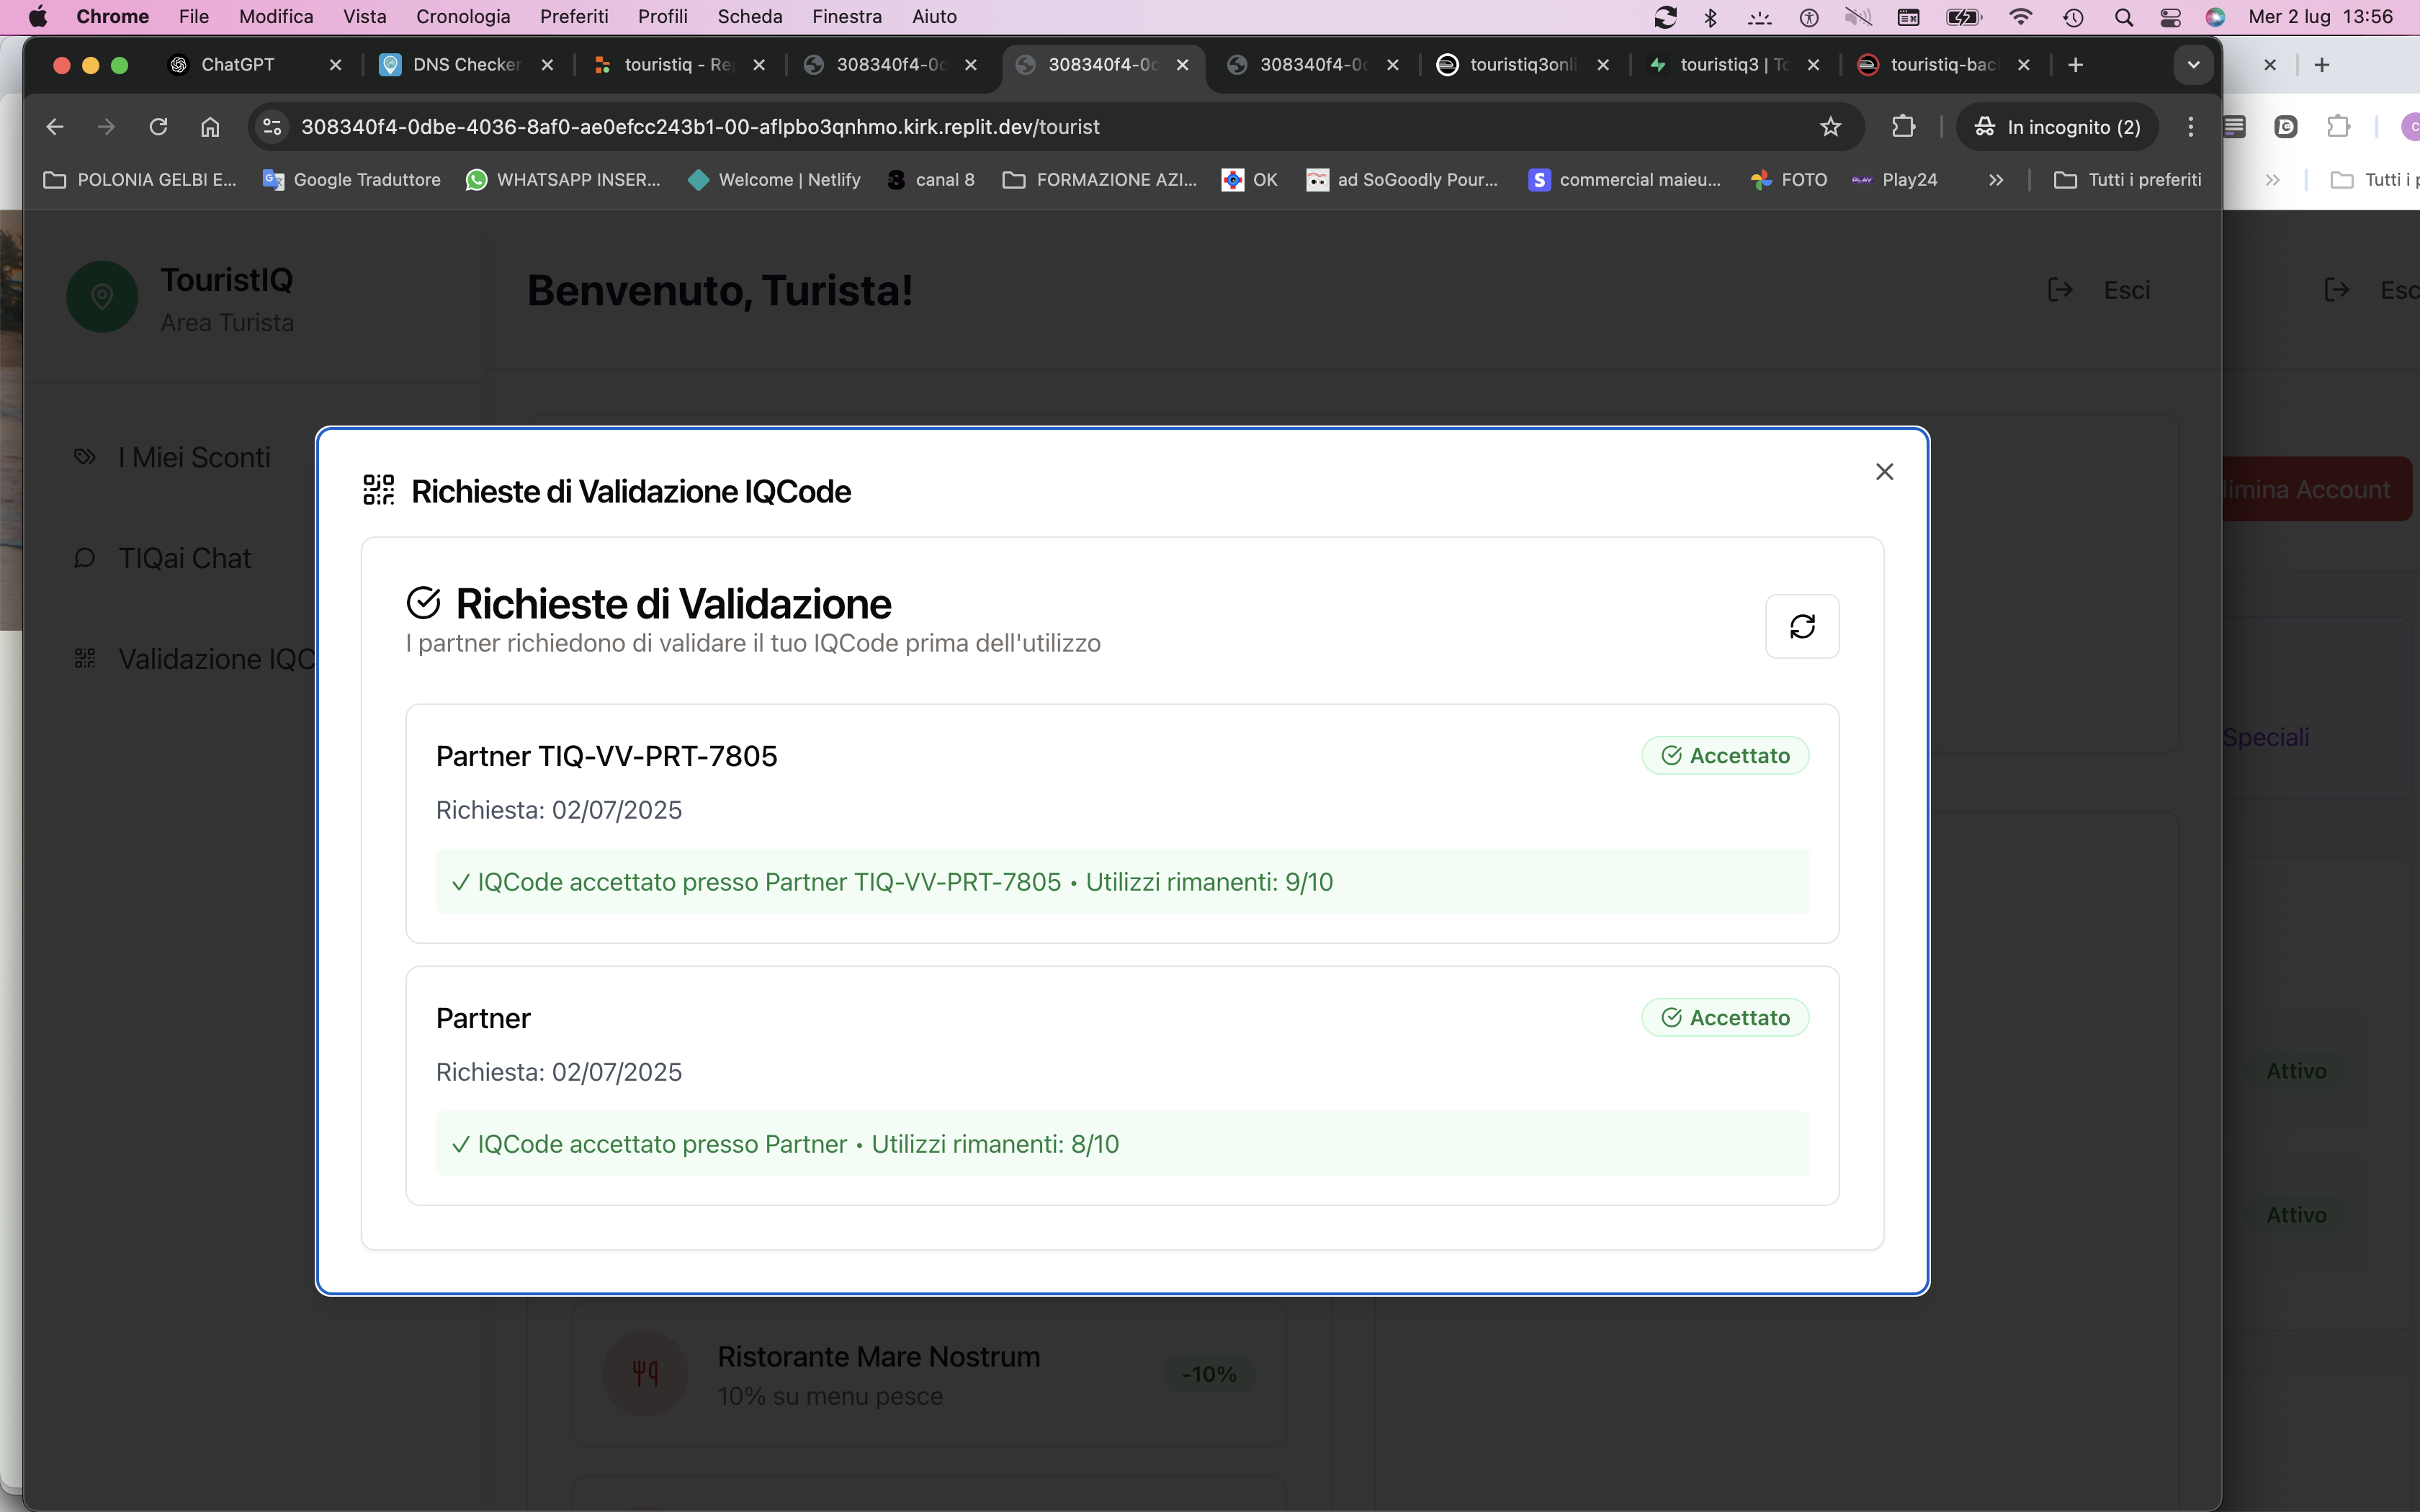 Chrome File Modifica Vista Cronologia Preferiti Profili Scheda Finestra Aiuto Mer 2 lug 13:56
ChatGPT DNS Checker touristiq - Re 308340f4-0 308340f4-0 308340f4-0 touristiq3onli touristiq3 | T touristiq-bac
308340f4-0dbe-4036-8af0-ae0efcc243b1-00-aflpbo3qnhmo.kirk.replit.dev/tourist In incognito (2)
POLONIA GELBI E... Google Traduttore WHATSAPP INSER... Welcome | Netlify canal 8 FORMAZIONE AZI... OK ad SoGoodly Pour... commercial maieu... FOTO Play24 Tutti i preferiti Tutti i p
TouristIQ
Area Turista
Benvenuto, Turista!
Esci
Esc
I Miei Sconti
TIQai Chat
Validazione IQC
limina Account
Speciali
Attivo
Attivo
Richieste di Validazione IQCode
Richieste di Validazione
I partner richiedono di validare il tuo IQCode prima dell'utilizzo
Partner TIQ-VV-PRT-7805
Accettato
Richiesta: 02/07/2025
✓ IQCode accettato presso Partner TIQ-VV-PRT-7805 • Utilizzi rimanenti: 9/10
Partner
Accettato
Richiesta: 02/07/2025
✓ IQCode accettato presso Partner • Utilizzi rimanenti: 8/10
Ristorante Mare Nostrum
10% su menu pesce
-10%